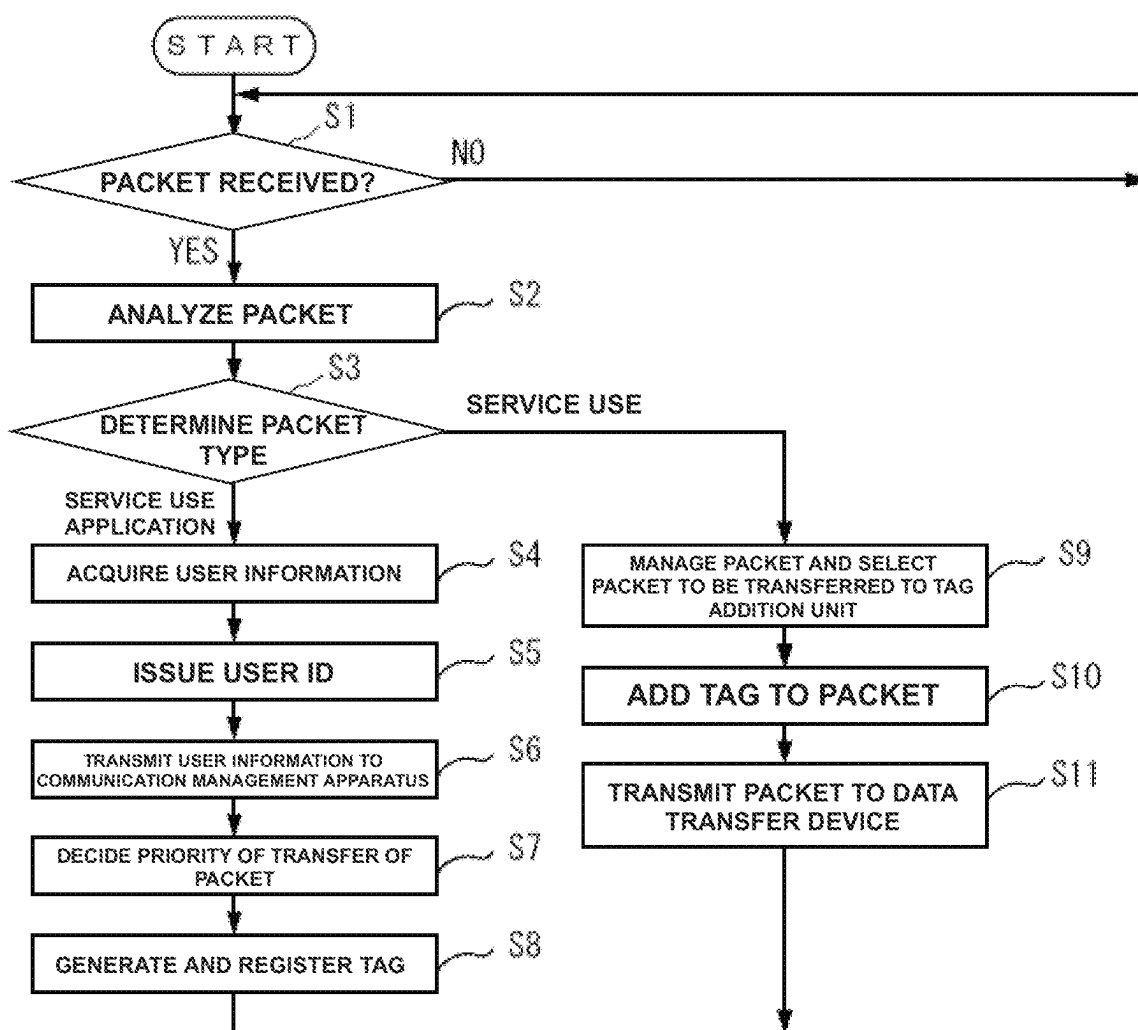 START
S1
PACKET RECEIVED?
NO
YES
ANALYZE PACKET
S2
S3
DETERMINE PACKET
TYPE
SERVICE USE
SERVICE USE
APPLICATION
ACQUIRE USER INFORMATION
S4
ISSUE USER ID
S5
TRANSMIT USER INFORMATION TO
COMMUNICATION MANAGEMENT APPARATUS
S6
DECIDE PRIORITY OF TRANSFER OF
PACKET
S7
GENERATE AND REGISTER TAG
S8
MANAGE PACKET AND SELECT
PACKET TO BE TRANSFERRED TO TAG
ADDITION UNIT
S9
ADD TAG TO PACKET
S10
TRANSMIT PACKET TO DATA
TRANSFER DEVICE
S11